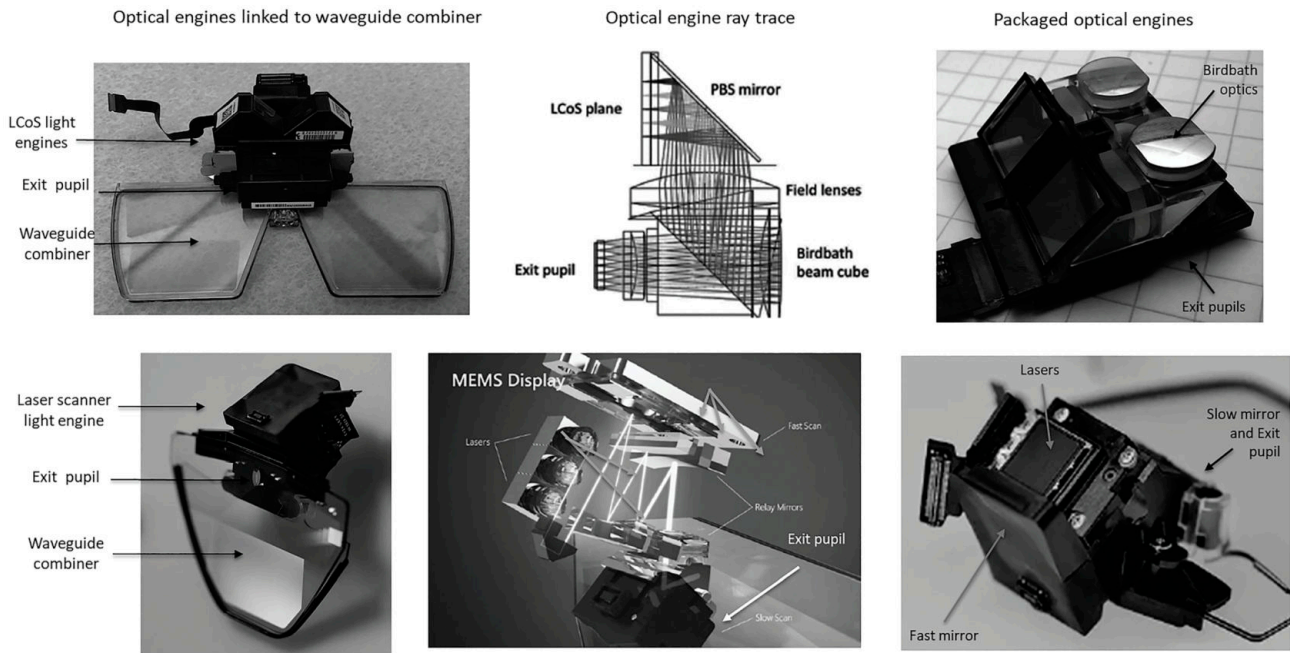 Optical engines linked to waveguide combiner
Optical engine ray trace
Packaged optical engines
LCoS light
engines
Exit pupil
Waveguide
combiner
LCoS plane
PBS mirror
Field lenses
Exit pupil
Birdbath
beam cube
Birdbath
optics
Exit pupils
Laser scanner
light engine
Exit pupil
Waveguide
combiner
MEMS Display
Lasers
Fast Scan
Relay Mirrors
Exit pupil
Slow Scan
Lasers
Slow mirror
and Exit
pupil
Fast mirror